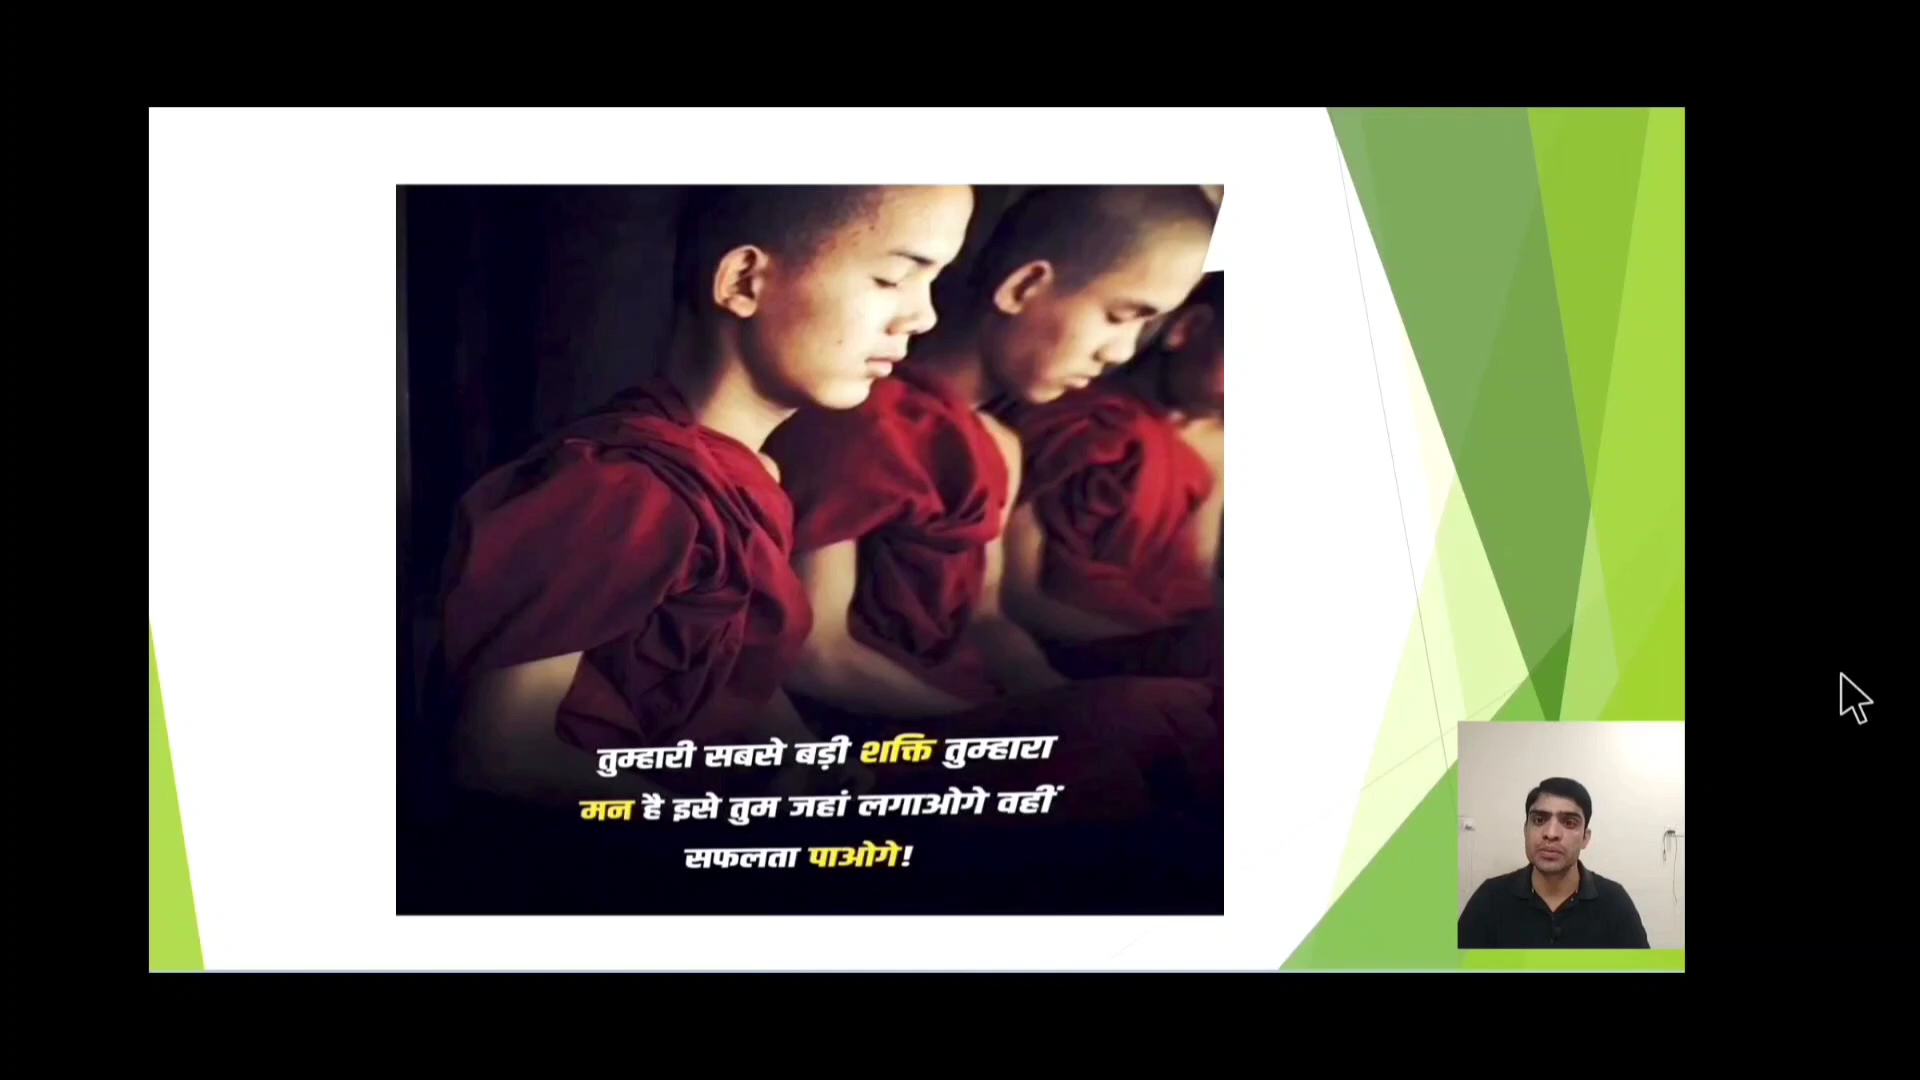 तुम्हारी सबसे बड़ी शक्ति तुम्हारा
मन है इसे तुम जहां लगाओगे वहीं
सफलता पाओगे!